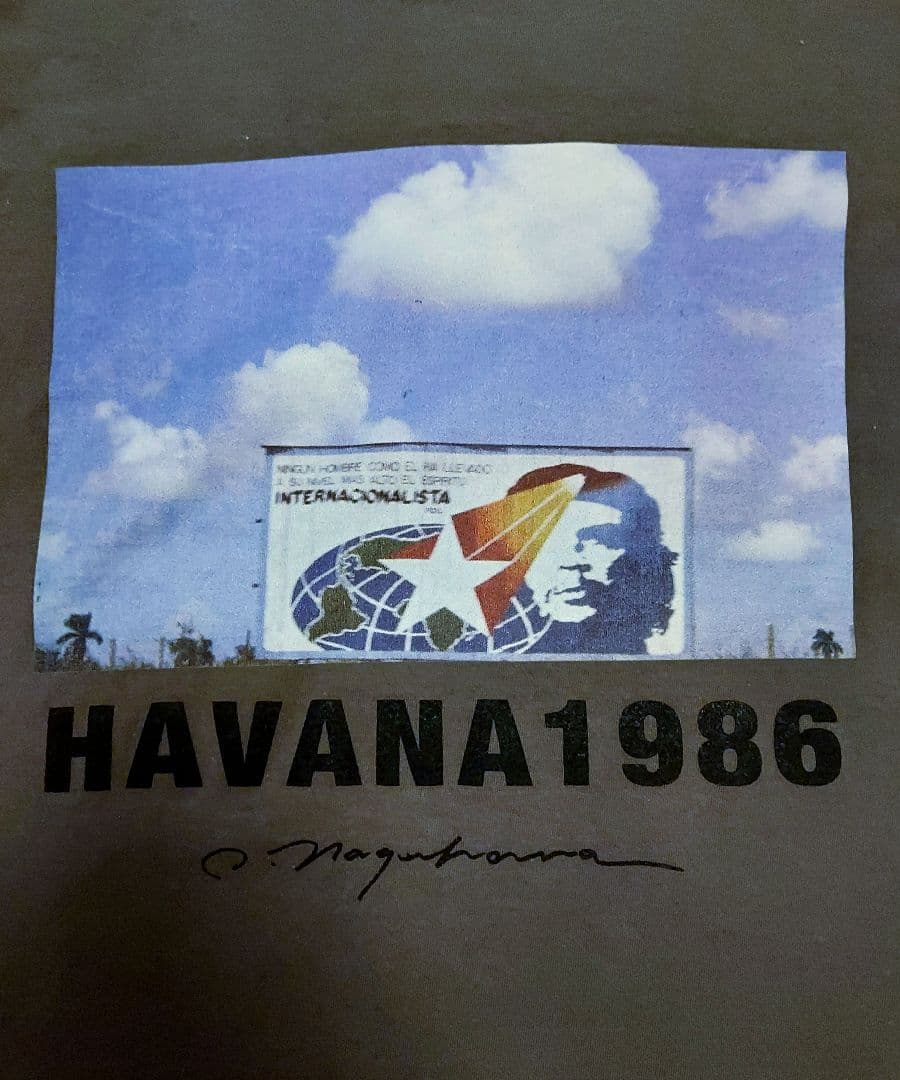 NINGUN HOMBRE COMO EL HA LLEVADO
A SU NIVEL MAS ALTO EL ESPIRITU
INTERNACIONALISTA
HAVANA1986